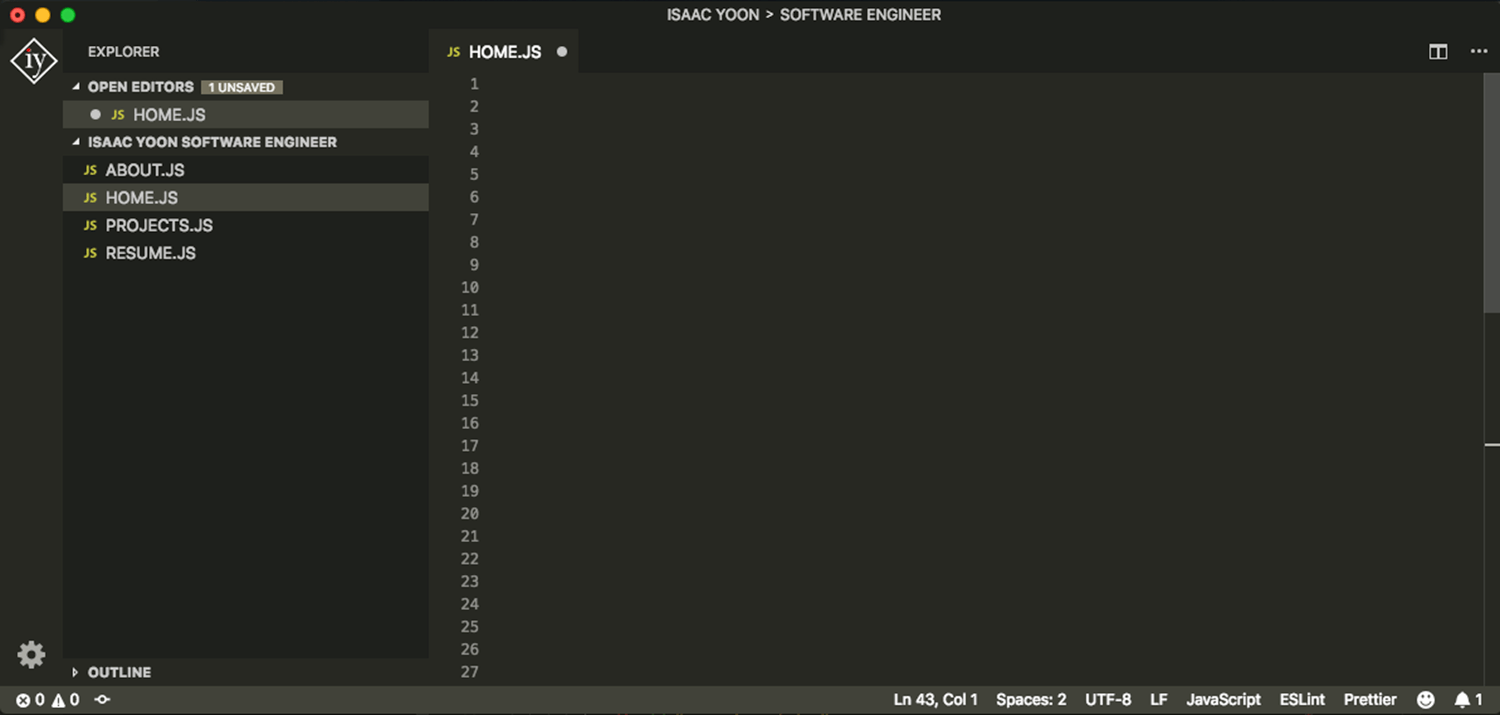 ISAAC YOON > SOFTWARE ENGINEER
iy
EXPLORER
OPEN EDITORS 1 UNSAVED
JS HOME.JS
ISAAC YOON SOFTWARE ENGINEER
JS ABOUT.JS
JS HOME.JS
JS PROJECTS.JS
JS RESUME.JS
OUTLINE
JS HOME.JS
1
2
3
4
5
6
7
8
9
10
11
12
13
14
15
16
17
18
19
20
21
22
23
24
25
26
27
0 0 Ln 43, Col 1 Spaces: 2 UTF-8 LF JavaScript ESLint Prettier 1